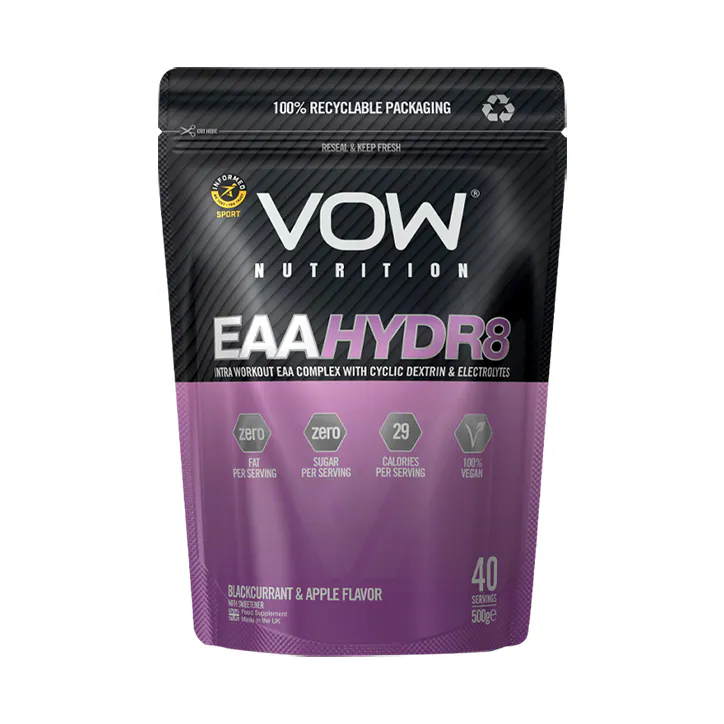 100% RECYCLABLE PACKAGING
CUT HERE
RESEAL & KEEP FRESH
INFORMED
SPORT
VOW®
NUTRITION
EAAHYDR8
INTRA WORKOUT EAA COMPLEX WITH CYCLIC DEXTRIN & ELECTROLYTES
zero
FAT
PER SERVING
zero
SUGAR
PER SERVING
29
CALORIES
PER SERVING
V
100%
VEGAN
BLACKCURRANT & APPLE FLAVOR
WITH SWEETENER
Food Supplement
Made in the UK
40
SERVINGS
500g℮